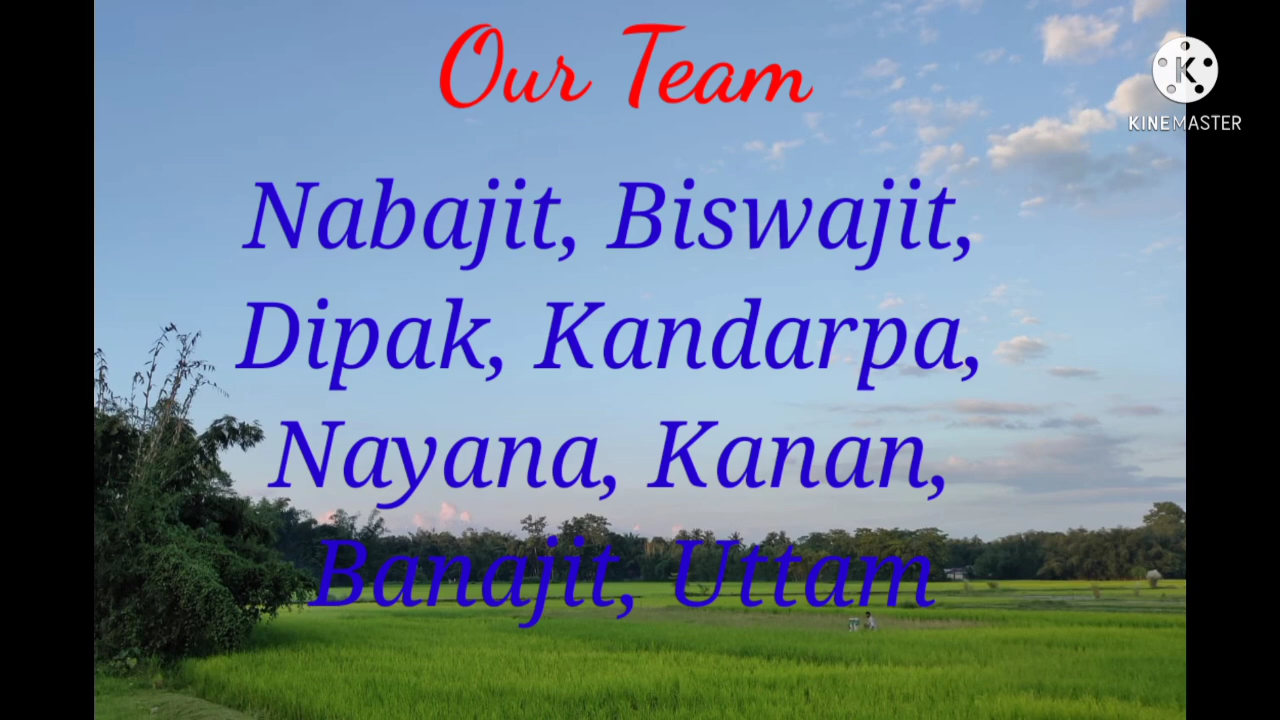 Our Team
KINEMASTER
Nabajit, Biswajit,
Dipak, Kandarpa,
Nayana, Kanan,
Banajit, Uttam